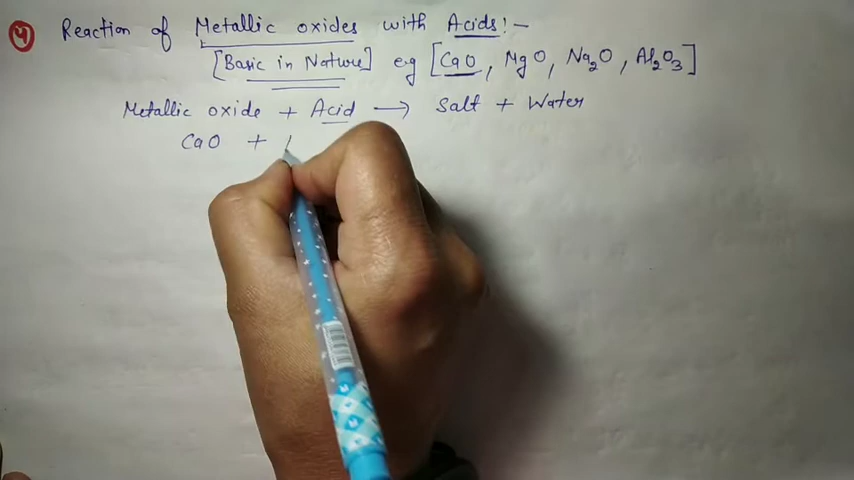 4 Reaction of Metallic oxides with Acids:-
[Basic in Nature] eg [CaO, MgO, Na₂O, Al₂O₃]
Metallic oxide + Acid → Salt + Water
CaO +